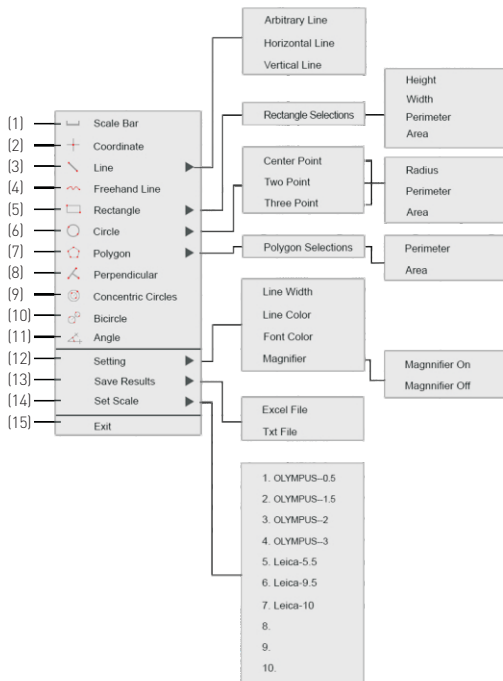 Arbitrary Line
Horizontal Line
Vertical Line
Rectangle Selections
Height
Width
Perimeter
Area
(1) Scale Bar
(2) Coordinate
(3) Line
(4) Freehand Line
(5) Rectangle
(6) Circle
(7) Polygon
(8) Perpendicular
(9) Concentric Circles
(10) Bicircle
(11) Angle
(12) Setting
(13) Save Results
(14) Set Scale
(15) Exit
Center Point
Two Point
Three Point
Radius
Perimeter
Area
Polygon Selections
Perimeter
Area
Line Width
Line Color
Font Color
Magnifier
Magnnifier On
Magnnifier Off
Excel File
Txt File
1. OLYMPUS--0.5
2. OLYMPUS--1.5
3. OLYMPUS--2
4. OLYMPUS--3
5. Leica-5.5
6. Leica-9.5
7. Leica-10
8.
9.
10.